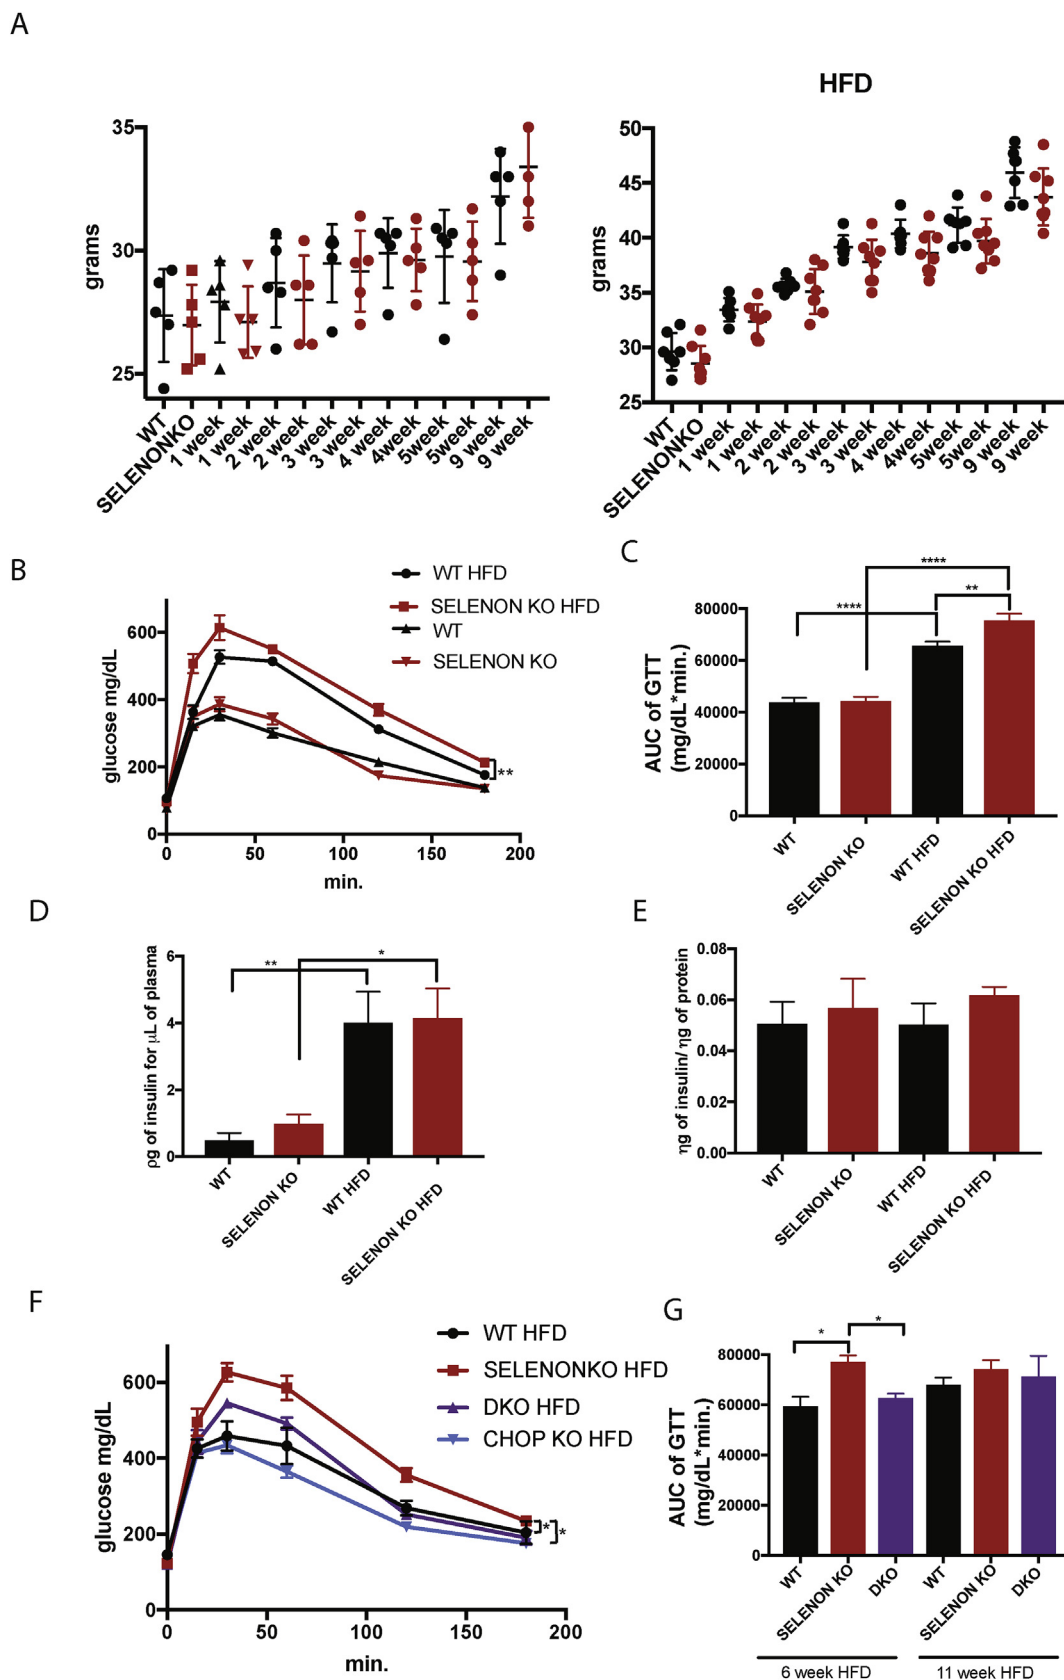 A
HFD
grams
35
30
25
WT
SELENONKO
1 week
1 week
2 week
2 week
3 week
3 week
4 week
4week
5week
5week
9 week
9 week
grams
50
45
40
35
30
25
WT
SELENONKO
1 week
1 week
2 week
2 week
3 week
3 week
4 week
4week
5week
5week
9 week
9 week
B
WT HFD
SELENON KO HFD
WT
SELENON KO
glucose mg/dL
600
400
200
0
0
50
100
150
200
min.
**
C
****
****
**
AUC of GTT
(mg/dL*min.)
80000
60000
40000
20000
0
WT
SELENON KO
WT HFD
SELENON KO HFD
D
**
*
ρg of insulin for μL of plasma
6
4
2
0
WT
SELENON KO
WT HFD
SELENON KO HFD
E
ηg of insulin/ ηg of protein
0.08
0.06
0.04
0.02
0.00
WT
SELENON KO
WT HFD
SELENON KO HFD
F
WT HFD
SELENONKO HFD
DKO HFD
CHOP KO HFD
glucose mg/dL
600
400
200
0
0
50
100
150
200
min.
*
*
G
*
*
AUC of GTT
(mg/dL*min.)
80000
60000
40000
20000
0
WT
SELENON KO
DKO
WT
SELENON KO
DKO
6 week HFD
11 week HFD